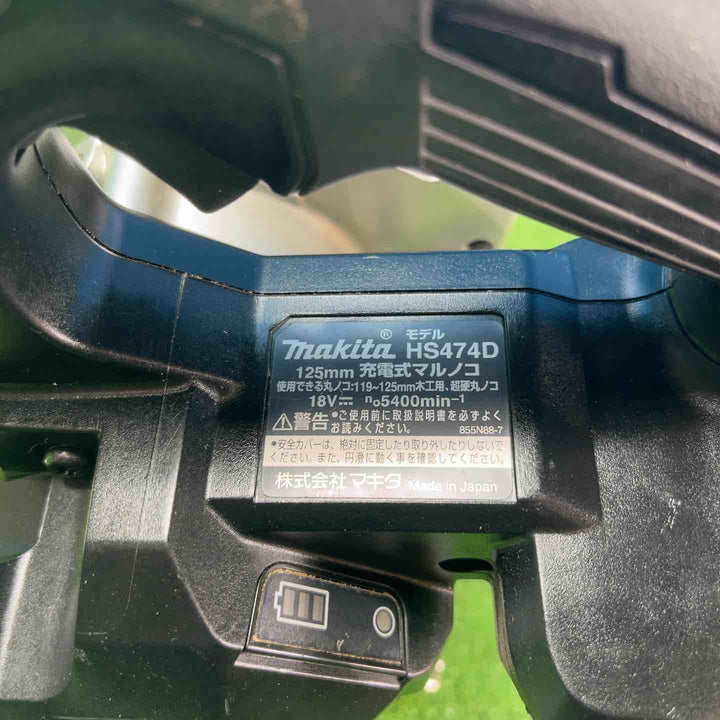 makita® モデル HS474D
125mm 充電式マルノコ
使用できる丸ノコ:119~125mm木工用、超硬丸ノコ
18V⎓ n₀5400min⁻¹
⚠警告 •ご使用前に取扱説明書を必ずよく
お読みください。 855N88-7
•安全カバーは、絶対に固定したり取り外したりしないで
ください。また、円滑に動く事を確認してください。
株式会社マキタ Made in Japan